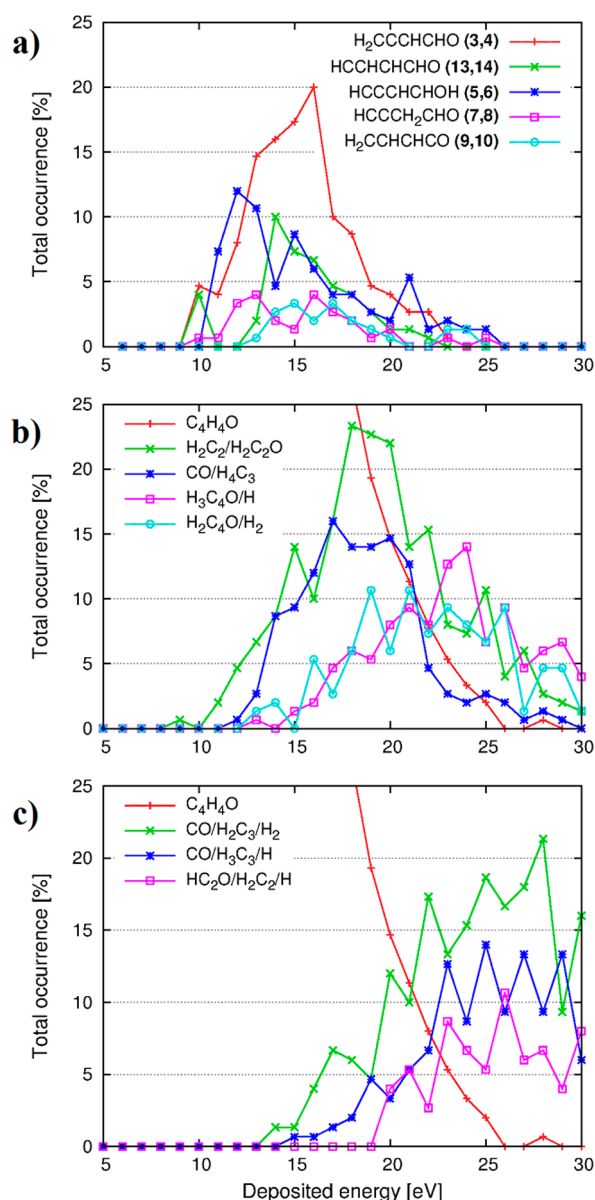 a)
Total occurrence [%]
25
20
15
10
5
0
H₂CCCHCHO (3,4)
HCCHCHCHO (13,14)
HCCCHCHOH (5,6)
HCCCH₂CHO (7,8)
H₂CCHCHCO (9,10)
5 10 15 20 25 30
b)
Total occurrence [%]
25
20
15
10
5
0
C₄H₄O
H₂C₂/H₂C₂O
CO/H₄C₃
H₃C₄O/H
H₂C₄O/H₂
5 10 15 20 25 30
c)
Total occurrence [%]
25
20
15
10
5
0
C₄H₄O
CO/H₂C₃/H₂
CO/H₃C₃/H
HC₂O/H₂C₂/H
5 10 15 20 25 30
Deposited energy [eV]